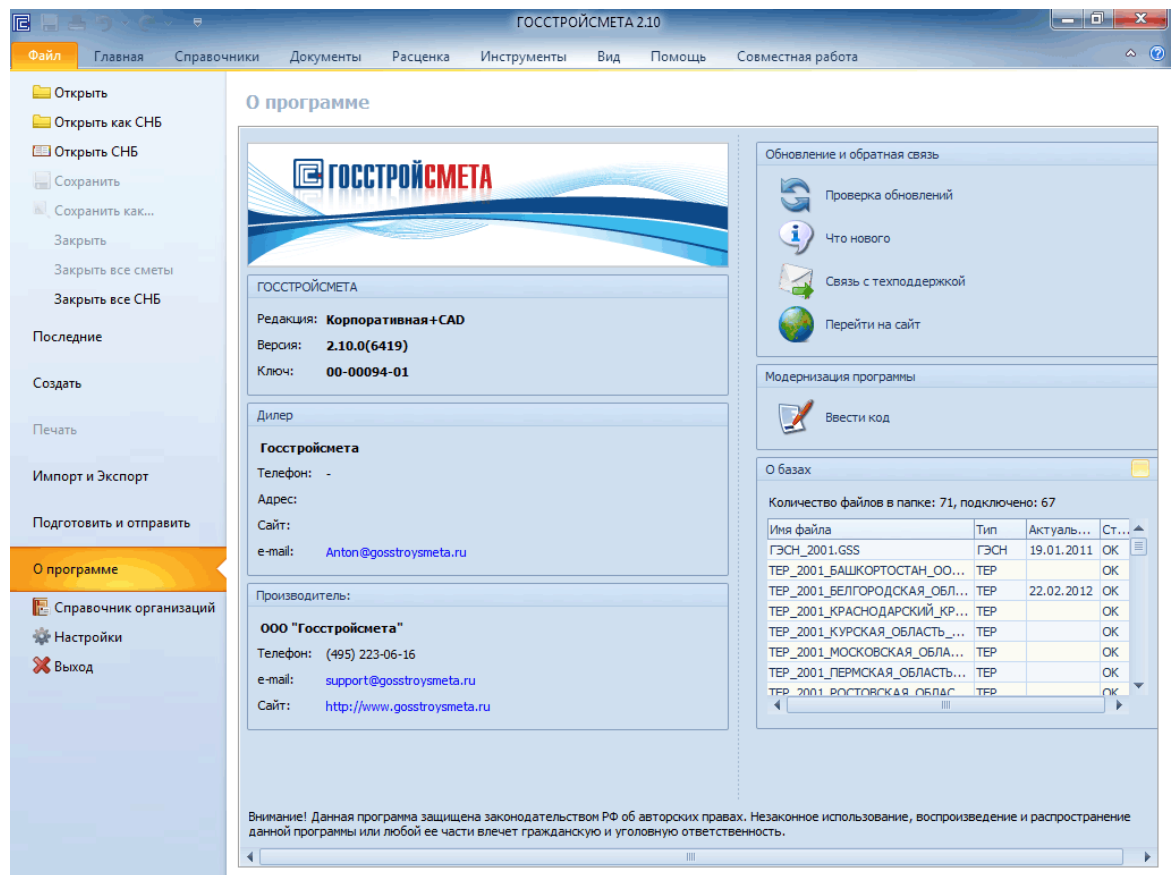 ГОССТРОЙСМЕТА 2.10
Файл Главная Справочники Документы Расценка Инструменты Вид Помощь Совместная работа
Открыть
Открыть как СНБ
Открыть СНБ
Сохранить
Сохранить как...
Закрыть
Закрыть все сметы
Закрыть все СНБ
Последние
Создать
Печать
Импорт и Экспорт
Подготовить и отправить
О программе
Справочник организаций
Настройки
Выход
О программе
ГОССТРОЙСМЕТА
ГОССТРОЙСМЕТА
Редакция: Корпоративная+CAD
Версия: 2.10.0(6419)
Ключ: 00-00094-01
Дилер
Госстройсмета
Телефон: -
Адрес:
Сайт:
e-mail: Anton@gosstroysmeta.ru
Производитель:
ООО "Госстройсмета"
Телефон: (495) 223-06-16
e-mail: support@gosstroysmeta.ru
Сайт: http://www.gosstroysmeta.ru
Обновление и обратная связь
Проверка обновлений
Что нового
Связь с техподдержкой
Перейти на сайт
Модернизация программы
Ввести код
О базах
Количество файлов в папке: 71, подключено: 67
Имя файла Тип Актуаль... Ст...
ГЭСН_2001.GSS ГЭСН 19.01.2011 OK
ТЕР_2001_БАШКОРТОСТАН_ОО... ТЕР OK
ТЕР_2001_БЕЛГОРОДСКАЯ_ОБЛ... ТЕР 22.02.2012 OK
ТЕР_2001_КРАСНОДАРСКИЙ_КР... ТЕР OK
ТЕР_2001_КУРСКАЯ_ОБЛАСТЬ_... ТЕР OK
ТЕР_2001_МОСКОВСКАЯ_ОБЛА... ТЕР OK
ТЕР_2001_ПЕРМСКАЯ_ОБЛАСТЬ... ТЕР OK
ТЕР_2001_РОСТОВСКАЯ_ОБЛАС... ТЕР OK
Внимание! Данная программа защищена законодательством РФ об авторских правах. Незаконное использование, воспроизведение и распространение
данной программы или любой ее части влечет гражданскую и уголовную ответственность.